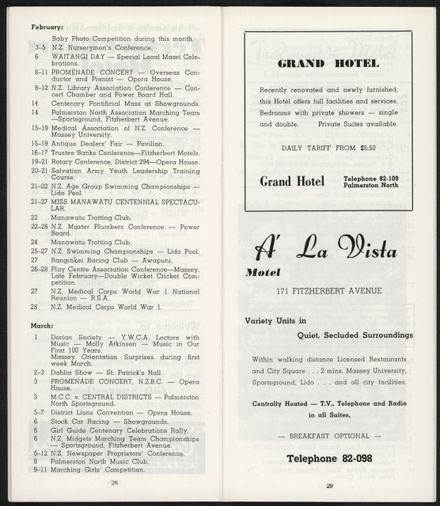 February:
Baby Photo Competition during this month.
3–5 N.Z. Nurserymen's Conference.
6 WAITANGI DAY — Special Local Maori Cele-
brations.
8–11 PROMENADE CONCERT — Overseas Con-
ductor and Pianist — Opera House.
8–12 N.Z. Library Association Conference — Con-
cert Chamber and Power Board Hall.
14 Centenary Pontifical Mass at Showgrounds.
14 Palmerston North Association Marching Team
—Sportsground, Fitzherbert Avenue.
15–19 Medical Association of N.Z. Conference —
Massey University.
15–19 Antique Dealers' Fair — Pavilion.
16–17 Trustee Banks Conference—Fitzherbert Motels.
19–21 Rotary Conference, District 294—Opera House.
20–21 Salvation Army Youth Leadership Training
Course.
21–22 N.Z. Age Group Swimming Championships —
Lido Pool.
21–27 MISS MANAWATU CENTENNIAL SPECTACU-
LAR.
22 Manawatu Trotting Club.
22–26 N.Z. Master Plumbers Conference — Power
Board.
24 Manawatu Trotting Club.
25–27 N.Z. Swimming Championships — Lido Pool.
27 Rangitikei Racing Club — Awapuni.
26–28 Play Centre Association Conference—Massey.
Late February—Double Wicket Cricket Com-
petition.
27 N.Z. Medical Corps World War 1 National
Reunion — R.S.A.
28 N.Z. Medical Corps World War 1.
March:
1 Dorian Society — Y.W.C.A. Lecture with
Music — Molly Atkinson — Music in Our
First 100 Years.
Massey Orientation Surprises during first
week March.
2–3 Dahlia Show — St. Patrick's Hall.
3 PROMENADE CONCERT, N.Z.B.C. — Opera
House.
3 M.C.C. v. CENTRAL DISTRICTS — Palmerston
North Sportsground.
5–7 District Lions Convention — Opera House.
6 Stock Car Racing — Showgrounds.
6 Girl Guide Centenary Celebrations Rally.
6 N.Z. Midgets Marching Team Championships
— Sportsground, Fitzherbert Avenue.
6–12 N.Z. Newspaper Proprietors' Conference.
8 Palmerston North Music Club.
9–11 Marching Girls' Competition.
28
GRAND HOTEL
Recently renovated and newly furnished,
this Hotel offers full facilities and services.
Bedrooms with private showers — single
and double. Private Suites available.
DAILY TARIFF FROM $5.50
Grand Hotel Telephone 82-109
Palmerston North
A' La Vista
Motel
171 FITZHERBERT AVENUE
Variety Units in
Quiet, Secluded Surroundings
Within walking distance Licensed Restaurants
and City Square . . . 2 mins. Massey University,
Sportsground, Lido . . . and all city facilities.
Centrally Heated — T.V., Telephone and Radio
in all Suites.
— BREAKFAST OPTIONAL —
Telephone 82-098
29